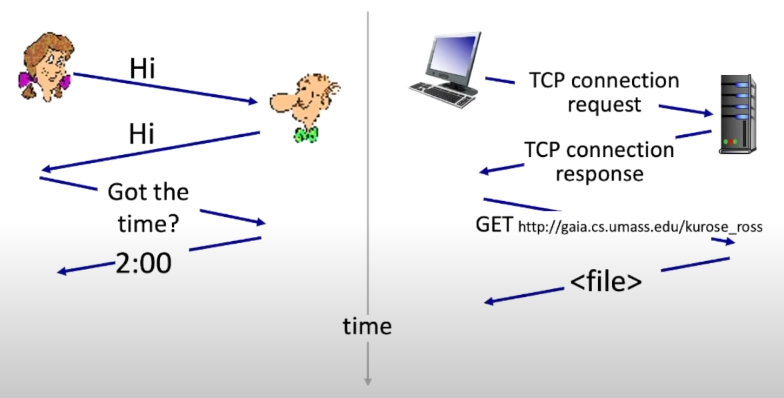 Hi
Hi
Got the
time?
2:00
TCP connection
request
TCP connection
response
GET http://gaia.cs.umass.edu/kurose_ross
<file>
time